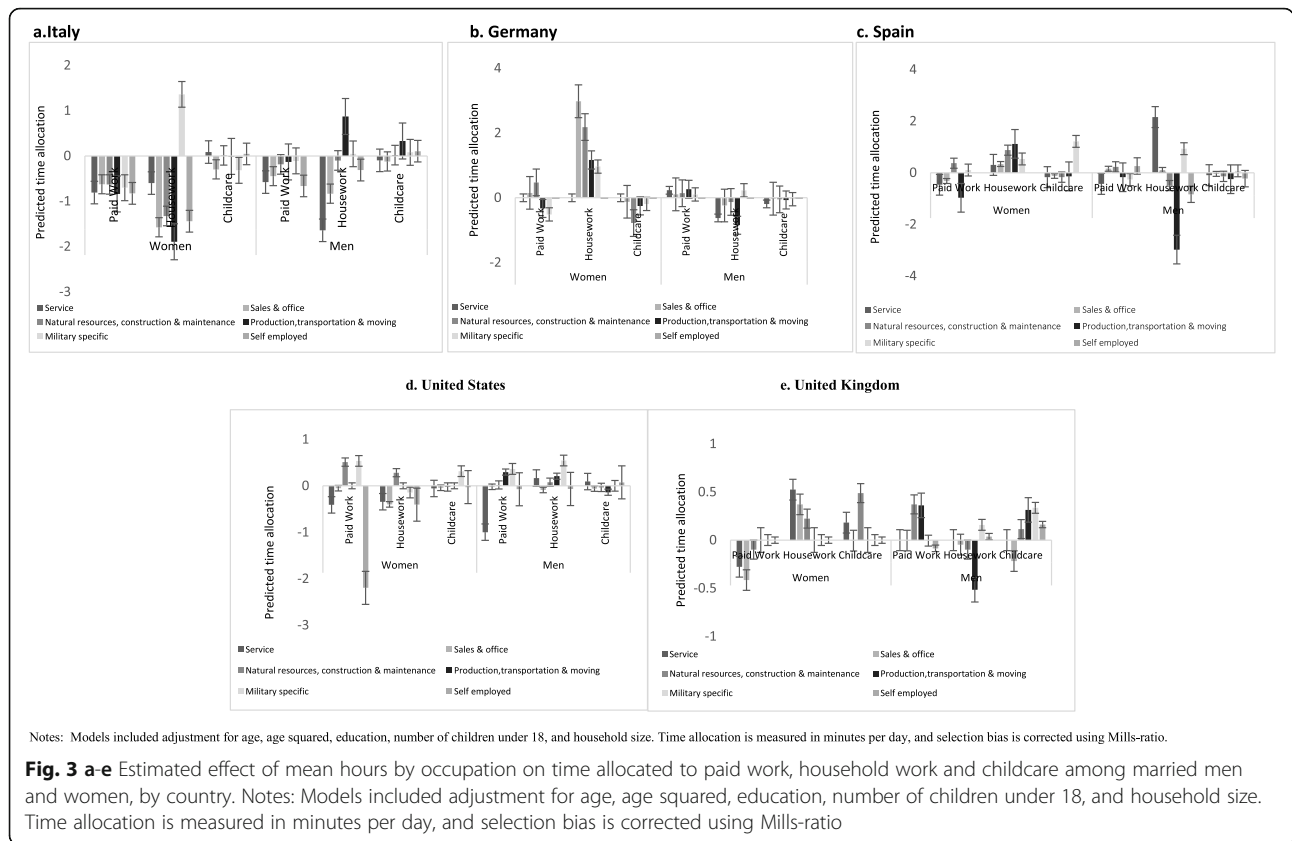 a.Italy
Predicted time allocation
2
1
0
-1
-2
-3
Paid Work
Housework
Childcare
Paid Work
Housework
Childcare
Women
Men
Service
Sales & office
Natural resources, construction & maintenance
Production,transportation & moving
Military specific
Self employed
b. Germany
Predicted time allocation
4
2
0
-2
Paid Work
Housework
Childcare
Paid Work
Housework
Childcare
Women
Men
Service
Sales & office
Natural resources, construction & maintenance
Production,transportation & moving
Military specific
Self employed
c. Spain
Predicted time allocation
4
2
0
-2
-4
Paid Work Housework Childcare
Paid Work Housework Childcare
Women
Men
Service
Sales & office
Natural resources, construction & maintenance
Production,transportation & moving
Military specific
Self employed
d. United States
Predicted time allocation
1
0
-1
-2
-3
Paid Work
Housework
Childcare
Paid Work
Housework
Childcare
Women
Men
Service
Sales & office
Natural resources, construction & maintenance
Production,transportation & moving
Military specific
Self employed
e. United Kingdom
Predicted time allocation
1
0.5
0
-0.5
-1
Paid Work Housework Childcare
Paid Work Housework Childcare
Women
Men
Service
Sales & office
Natural resources, construction & maintenance
Production,transportation & moving
Military specific
Self employed
Notes: Models included adjustment for age, age squared, education, number of children under 18, and household size. Time allocation is measured in minutes per day, and selection bias is corrected using Mills-ratio.
Fig. 3 a-e Estimated effect of mean hours by occupation on time allocated to paid work, household work and childcare among married men
and women, by country. Notes: Models included adjustment for age, age squared, education, number of children under 18, and household size.
Time allocation is measured in minutes per day, and selection bias is corrected using Mills-ratio